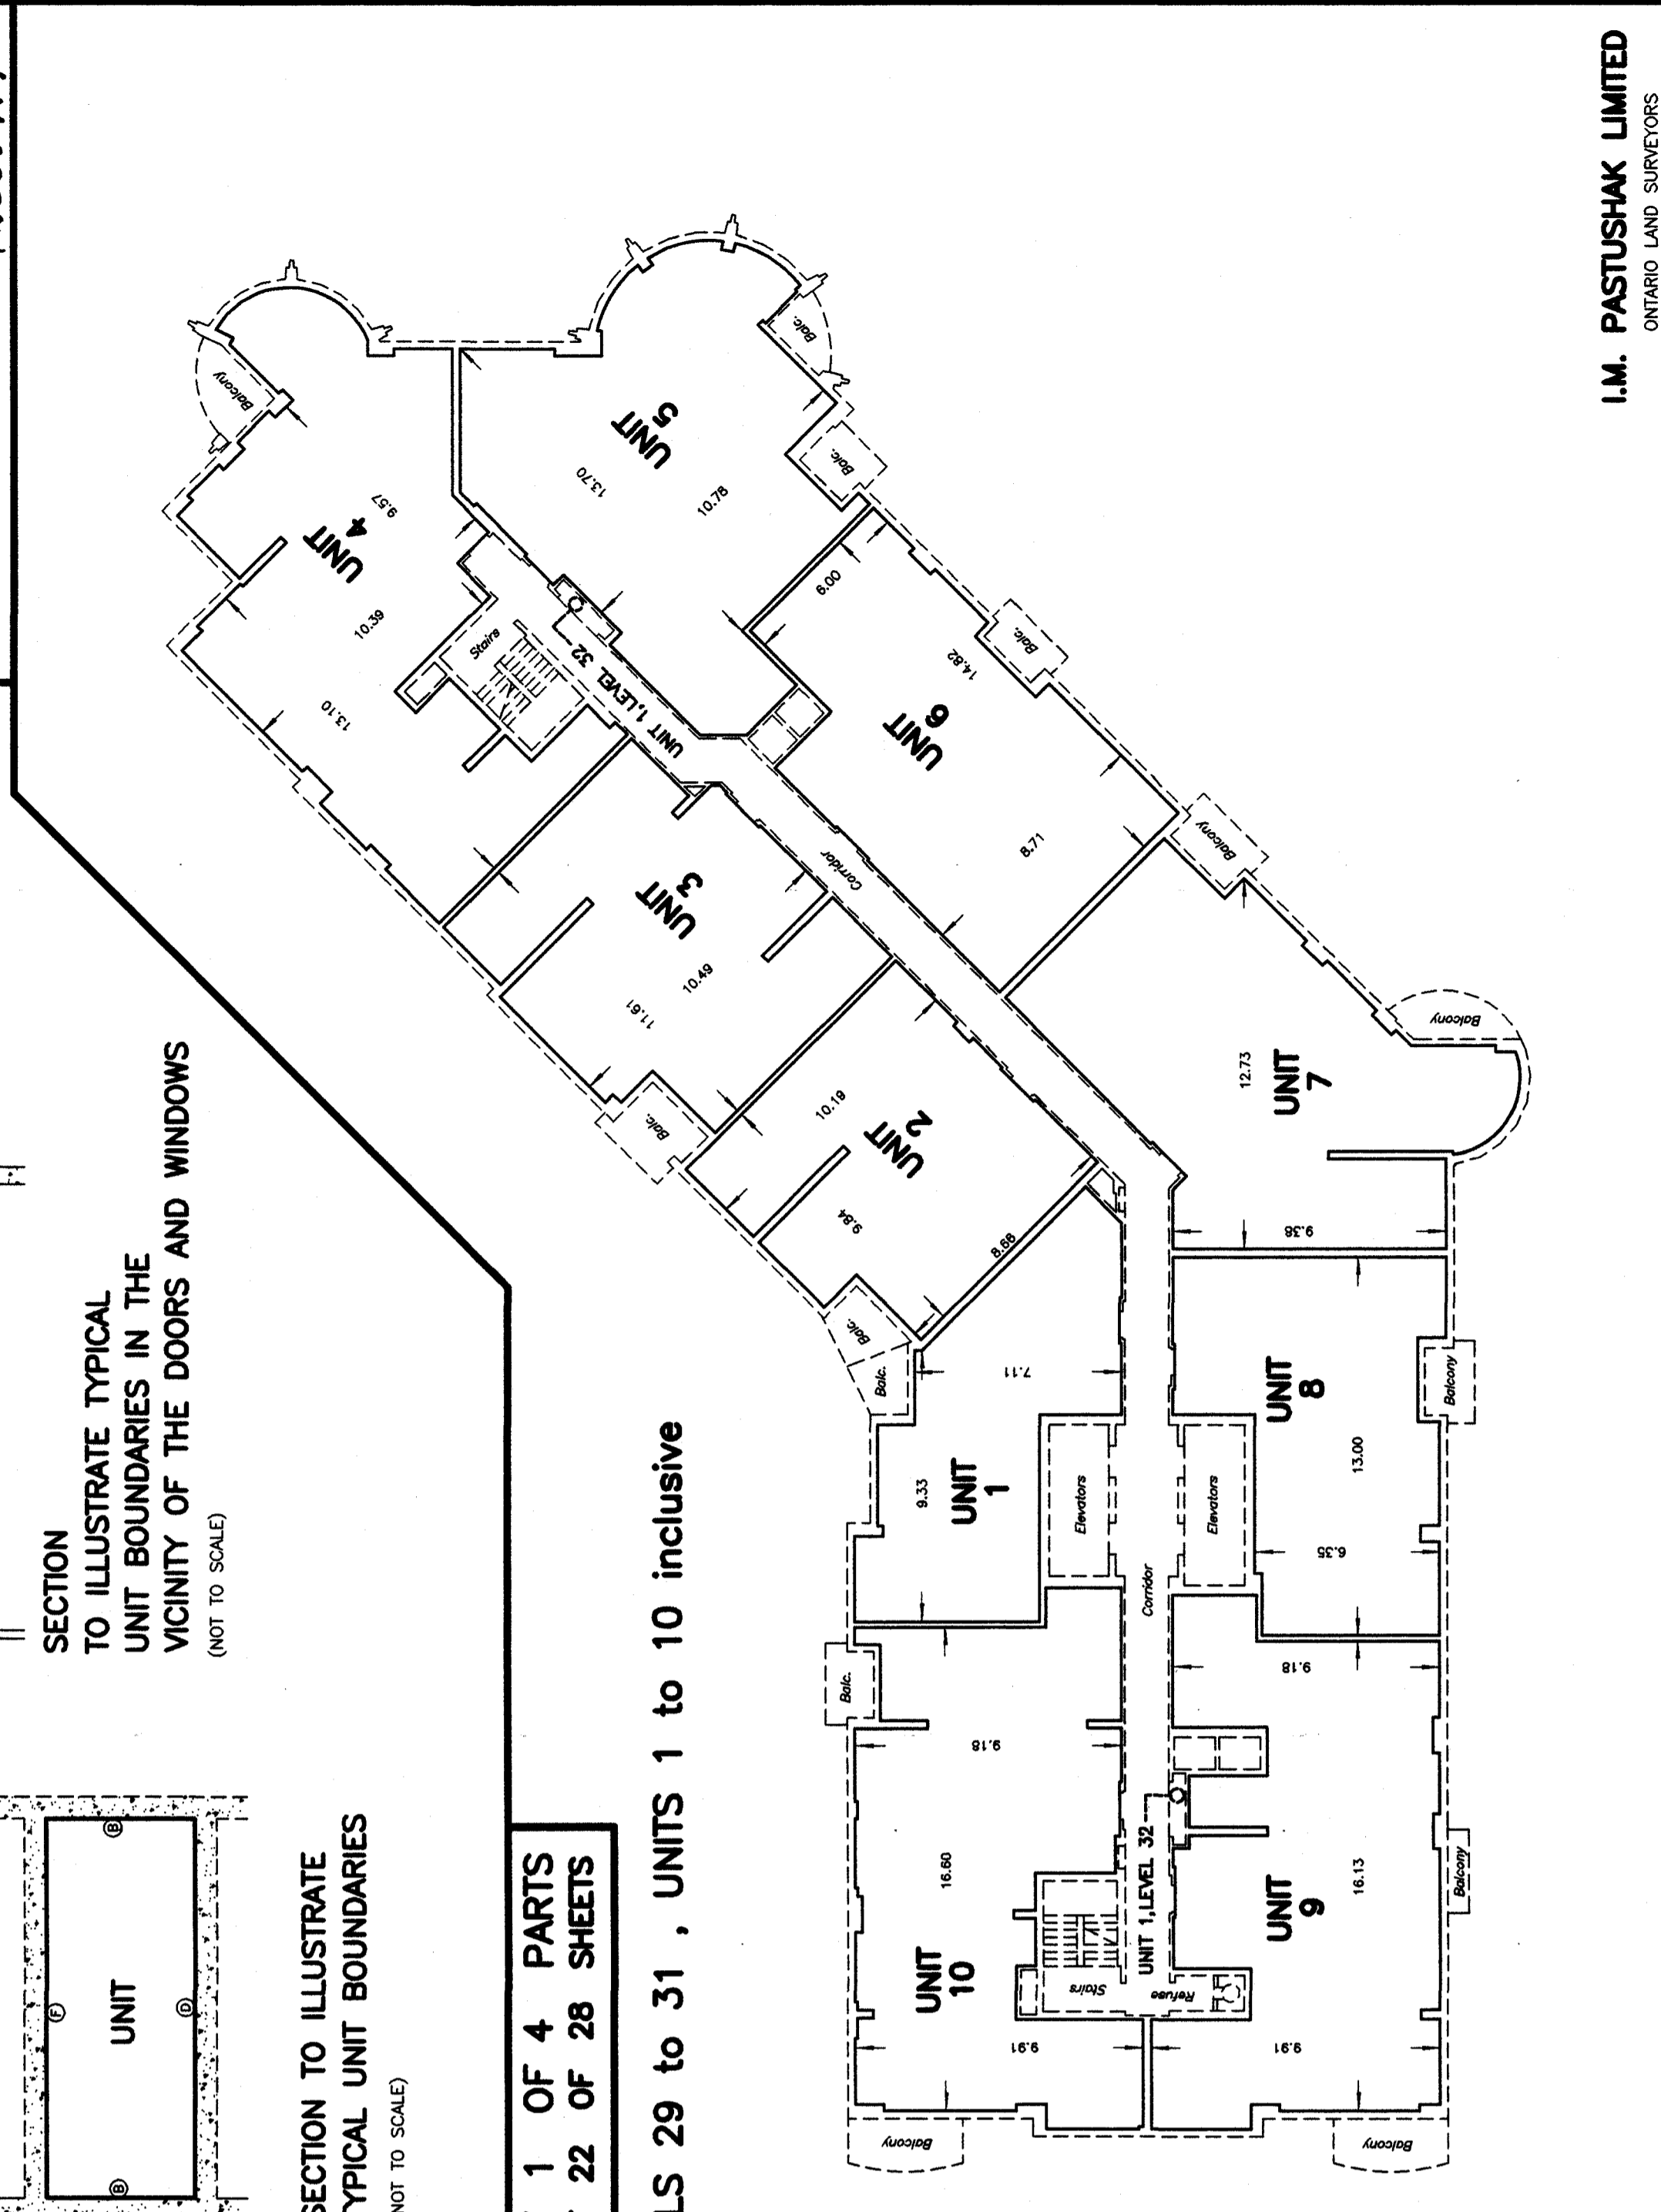 SECTION
TO ILLUSTRATE TYPICAL
UNIT BOUNDARIES IN THE
VICINITY OF THE DOORS AND WINDOWS
(NOT TO SCALE)
B
F
UNIT
D
B
SECTION TO ILLUSTRATE
TYPICAL UNIT BOUNDARIES
NOT TO SCALE)
1 OF 4 PARTS
22 OF 28 SHEETS
LS 29 to 31 , UNITS 1 to 10 inclusive
Balcony
UNIT
4
9.57
10.39
13.10
Stairs
UNIT 1,LEVEL 32
UNIT
5
13.70
10.78
Balc.
Balc.
6.00
14.82
Balc.
UNIT
6
8.71
Balcony
Corridor
UNIT
3
10.49
11.61
Balc.
UNIT
2
10.19
9.84
8.66
Balc.
Balc.
7.11
UNIT
1
9.33
Elevators
Elevators
Corridor
UNIT
7
12.73
9.38
Balcony
UNIT
8
13.00
6.35
Balcony
UNIT
9
9.18
16.13
9.91
Balcony
Balcony
UNIT 1,LEVEL 32
Stairs
Refuse
UNIT
10
9.18
16.60
9.91
Balc.
Balcony
I.M. PASTUSHAK LIMITED
ONTARIO LAND SURVEYORS